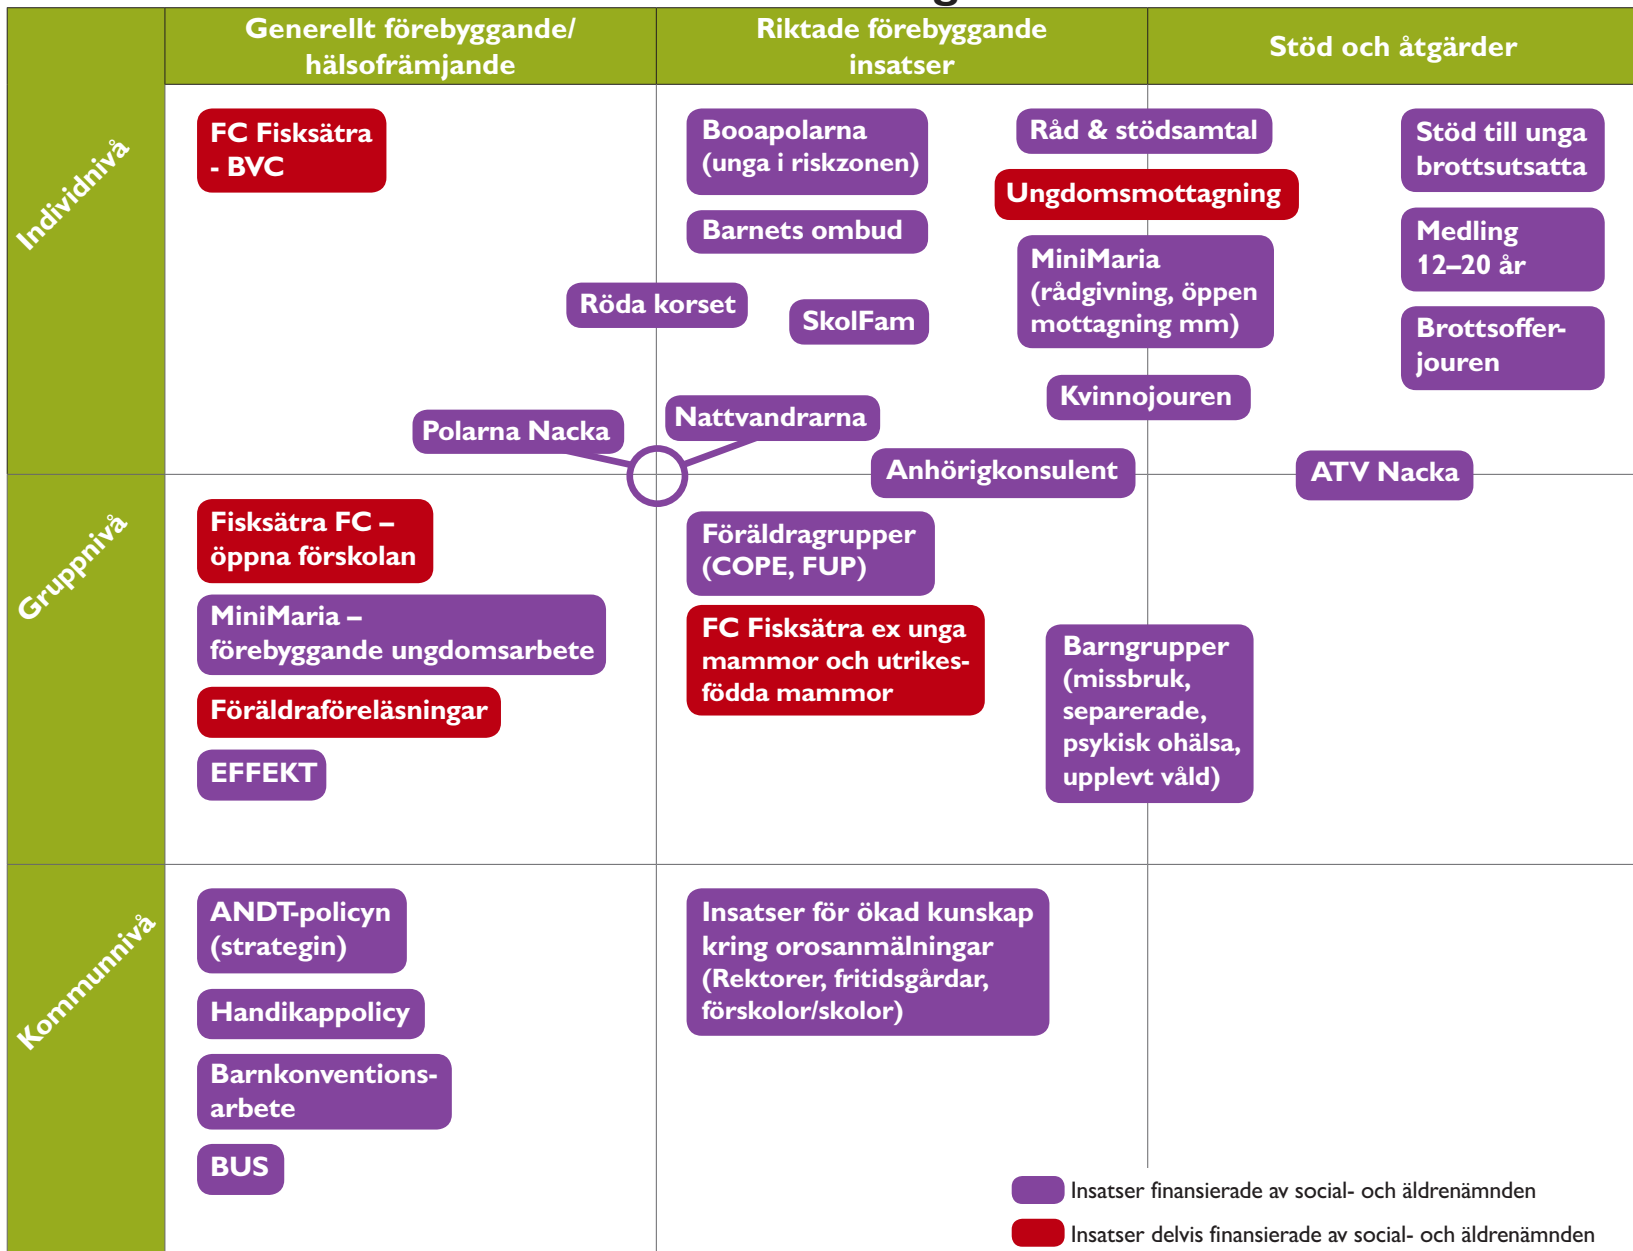 Generellt förebyggande/
hälsofrämjande
Riktade förebyggande
insatser
Stöd och åtgärder
Individnivå
FC Fisksätra
- BVC
Booapolarna
(unga i riskzonen)
Barnets ombud
Röda korset
SkolFam
Råd & stödsamtal
Ungdomsmottagning
MiniMaria
(rådgivning, öppen
mottagning mm)
Kvinnojouren
Stöd till unga
brottsutsatta
Medling
12–20 år
Brottsoffer-
jouren
Polarna Nacka
Nattvandrarna
Anhörigkonsulent
ATV Nacka
Gruppnivå
Fisksätra FC –
öppna förskolan
MiniMaria –
förebyggande ungdomsarbete
Föräldraföreläsningar
EFFEKT
Föräldragrupper
(COPE, FUP)
FC Fisksätra ex unga
mammor och utrikes-
födda mammor
Barngrupper
(missbruk,
separerade,
psykisk ohälsa,
upplevt våld)
Kommunnivå
ANDT-policyn
(strategin)
Handikappolicy
Barnkonventions-
arbete
BUS
Insatser för ökad kunskap
kring orosanmälningar
(Rektorer, fritidsgårdar,
förskolor/skolor)
Insatser finansierade av social- och äldrenämnden
Insatser delvis finansierade av social- och äldrenämnden